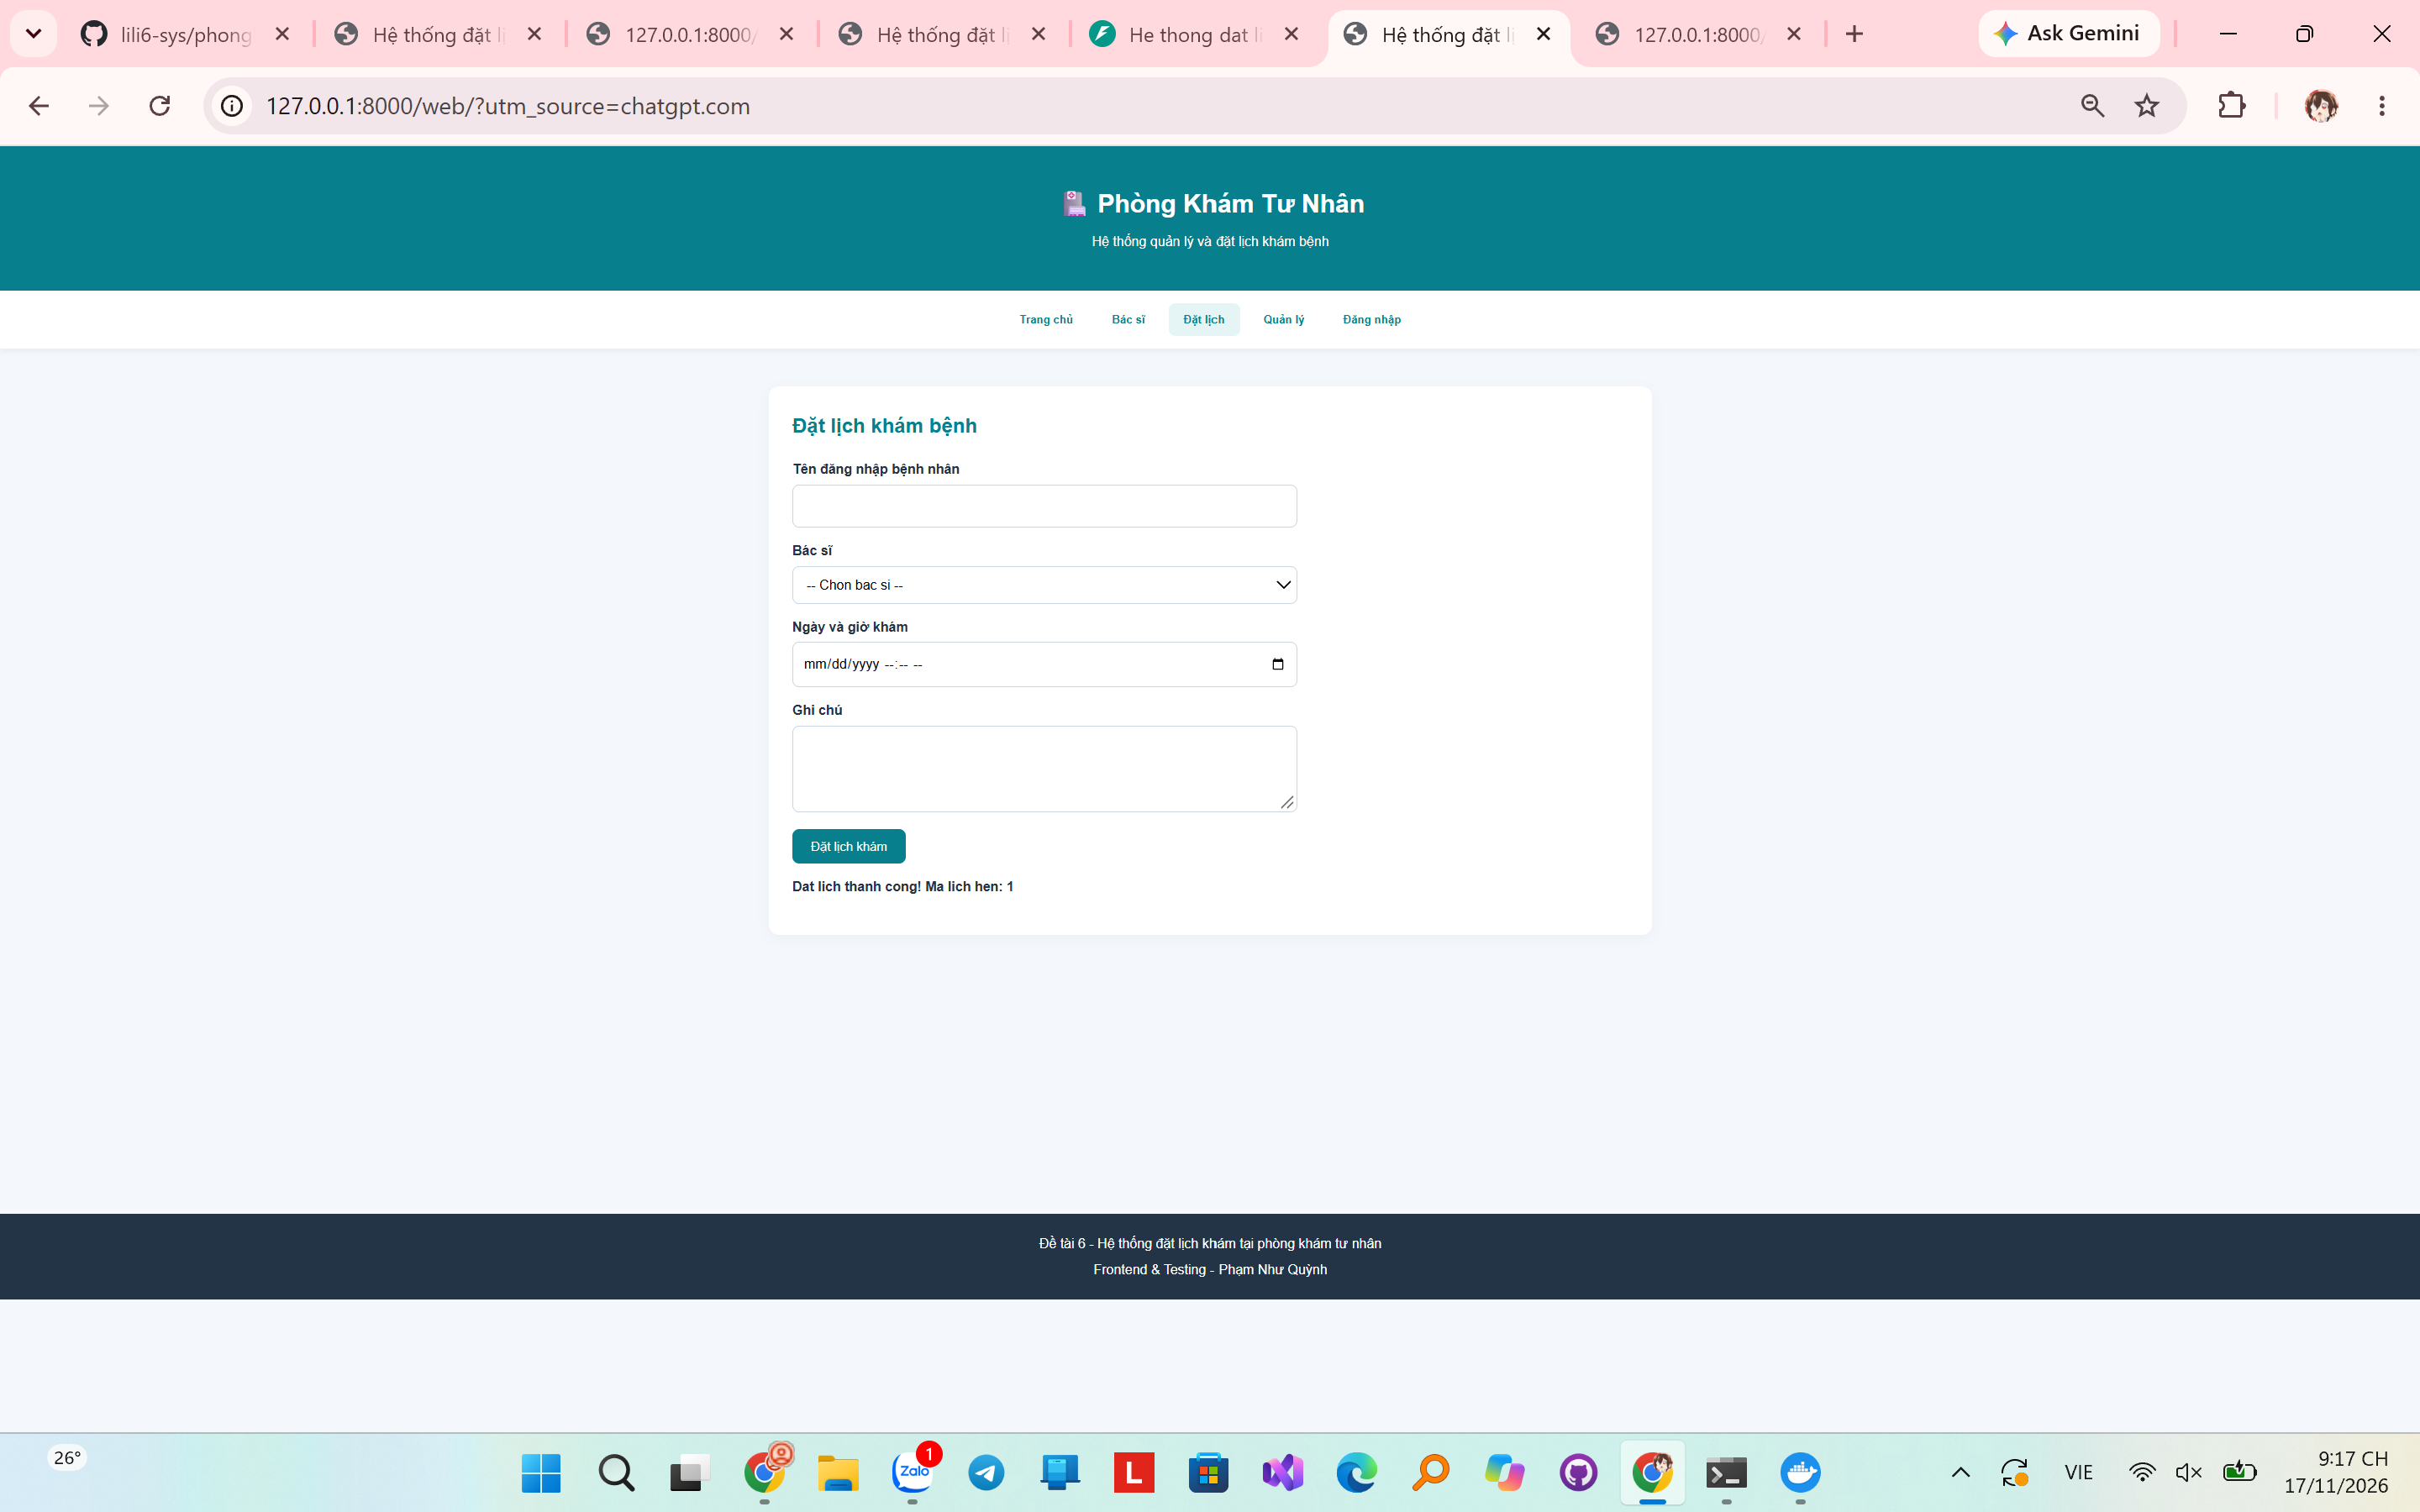 lili6-sys/phong
Hệ thống đặt l
127.0.0.1:8000/
Hệ thống đặt l
He thong dat li
Hệ thống đặt l
127.0.0.1:8000/
Ask Gemini
127.0.0.1:8000/web/?utm_source=chatgpt.com
Phòng Khám Tư Nhân
Hệ thống quản lý và đặt lịch khám bệnh
Trang chủ
Bác sĩ
Đặt lịch
Quản lý
Đăng nhập
Đặt lịch khám bệnh
Tên đăng nhập bệnh nhân
Bác sĩ
-- Chon bac si --
Ngày và giờ khám
mm/dd/yyyy --:-- --
Ghi chú
Đặt lịch khám
Dat lich thanh cong! Ma lich hen: 1
Đề tài 6 - Hệ thống đặt lịch khám tại phòng khám tư nhân
Frontend & Testing - Phạm Như Quỳnh
26°
Zalo
1
L
VIE
9:17 CH
17/11/2026